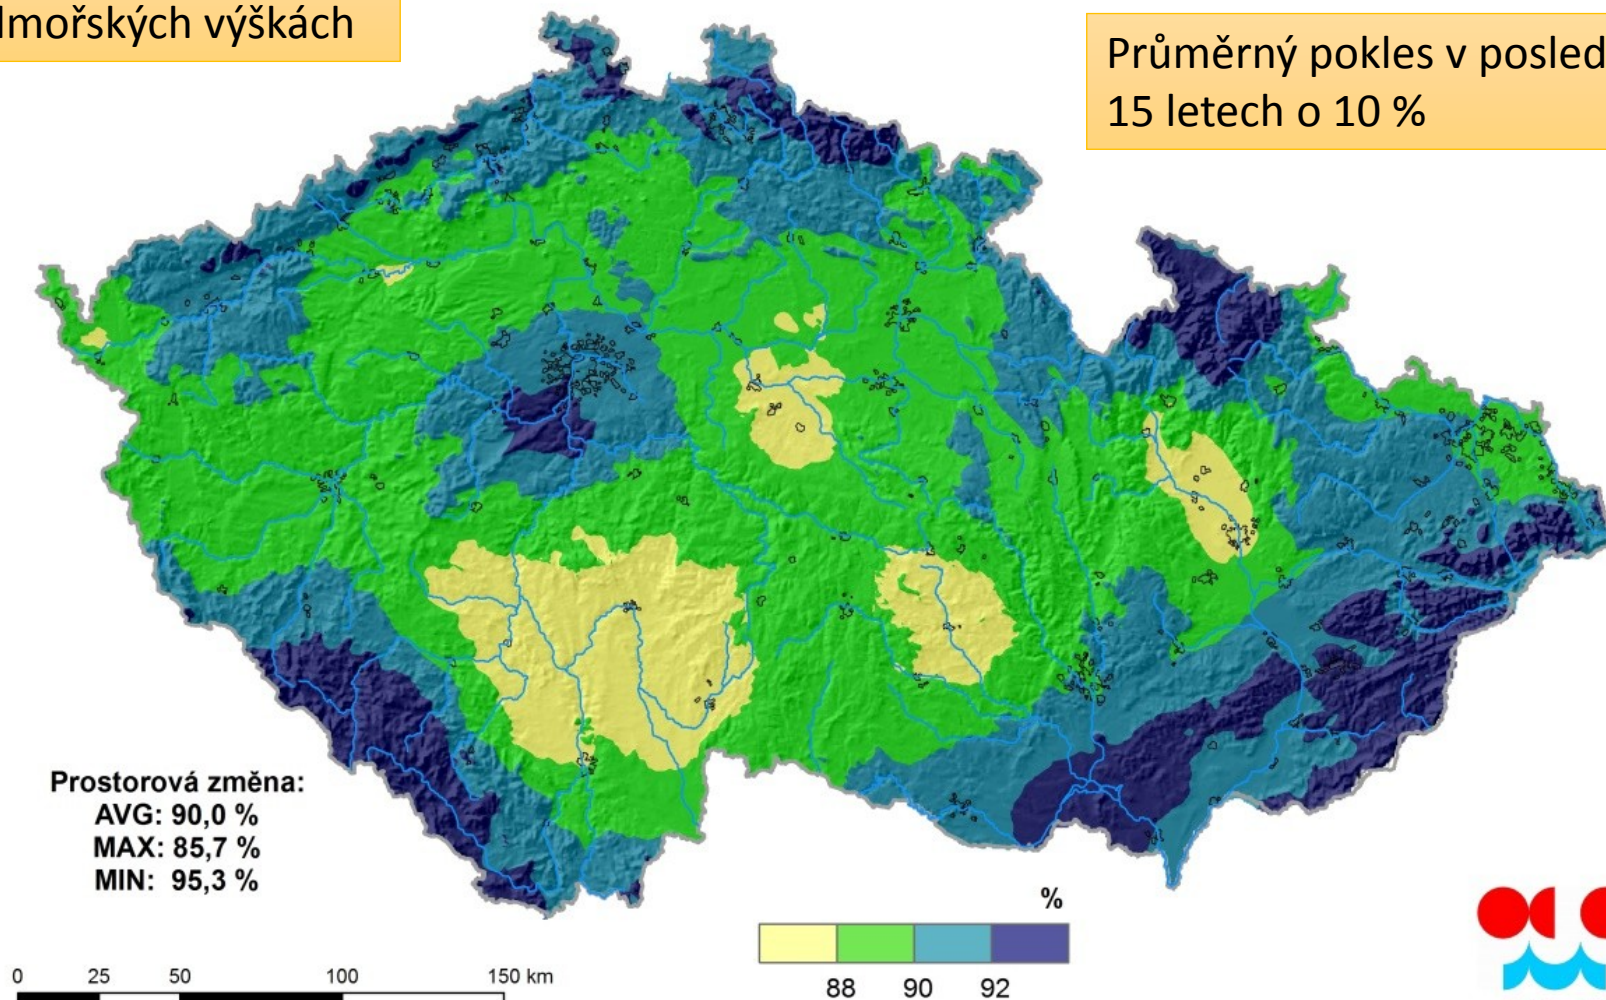 lmořských výškách
Průměrný pokles v posled
15 letech o 10 %
Prostorová změna:
AVG: 90,0 %
MAX: 85,7 %
MIN: 95,3 %
%
88 90 92
0 25 50 100 150 km